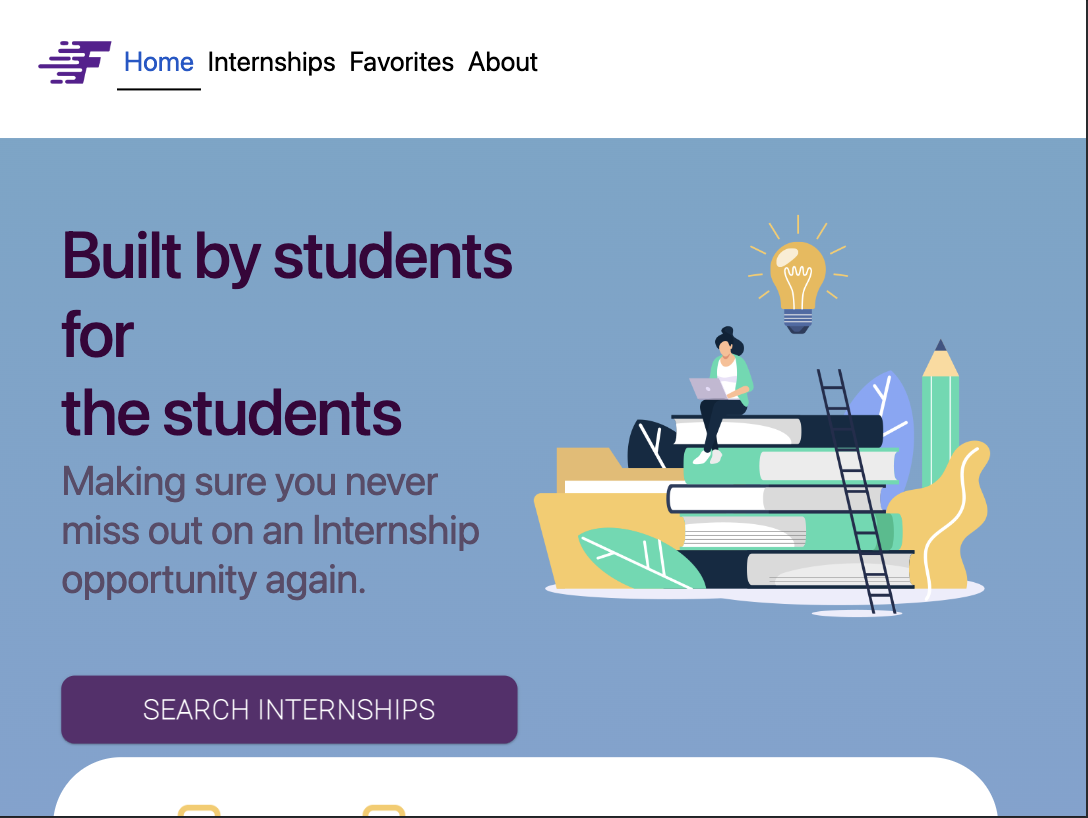 Home Internships Favorites About
Built by students
for
the students
Making sure you never
miss out on an Internship
opportunity again.
SEARCH INTERNSHIPS